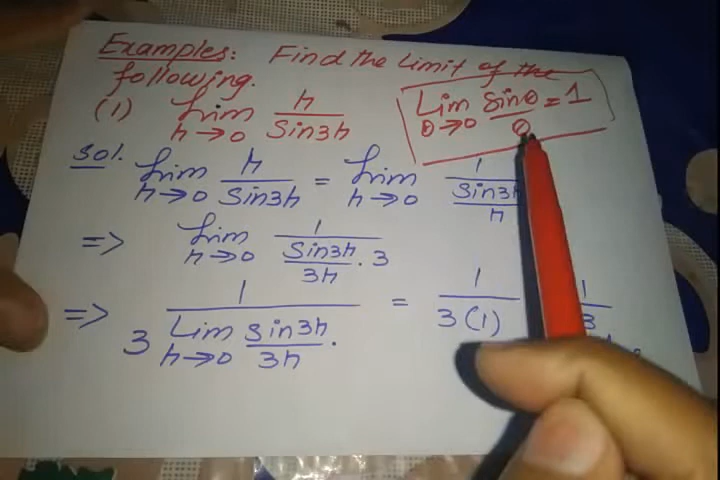 Examples: Find the Limit of the
following.
(1) Lim h→0 h/Sin3h
Lim θ→0 Sinθ/θ = 1
Sol. Lim h→0 h/Sin3h = Lim h→0 1/(Sin3h/h)
=> Lim h→0 1/(Sin3h/3h . 3)
=> 1/(3 Lim h→0 Sin3h/3h .) = 1/3(1) 1/3